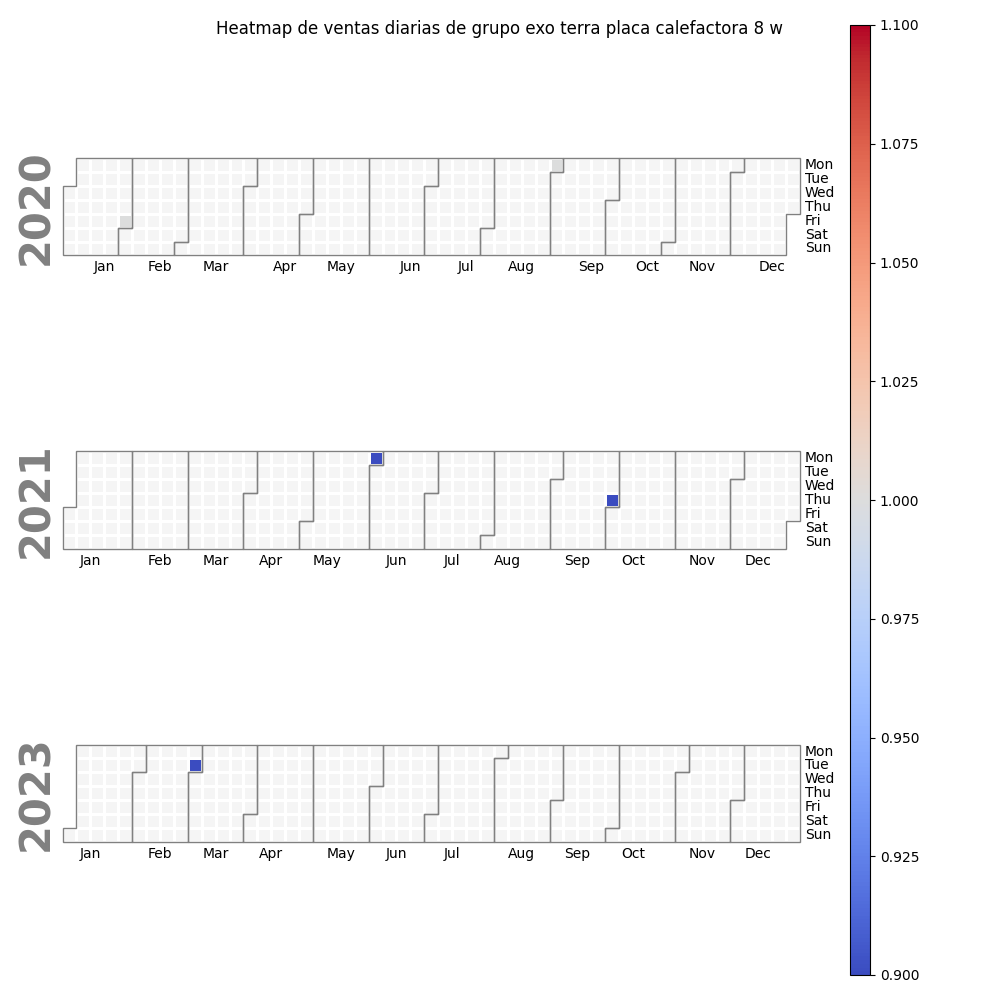 Heatmap de ventas diarias de grupo exo terra placa calefactora 8 w
2020
Mon
Tue
Wed
Thu
Fri
Sat
Sun
Jan Feb Mar Apr May Jun Jul Aug Sep Oct Nov Dec
2021
Mon
Tue
Wed
Thu
Fri
Sat
Sun
Jan Feb Mar Apr May Jun Jul Aug Sep Oct Nov Dec
2023
Mon
Tue
Wed
Thu
Fri
Sat
Sun
Jan Feb Mar Apr May Jun Jul Aug Sep Oct Nov Dec
1.100
1.075
1.050
1.025
1.000
0.975
0.950
0.925
0.900